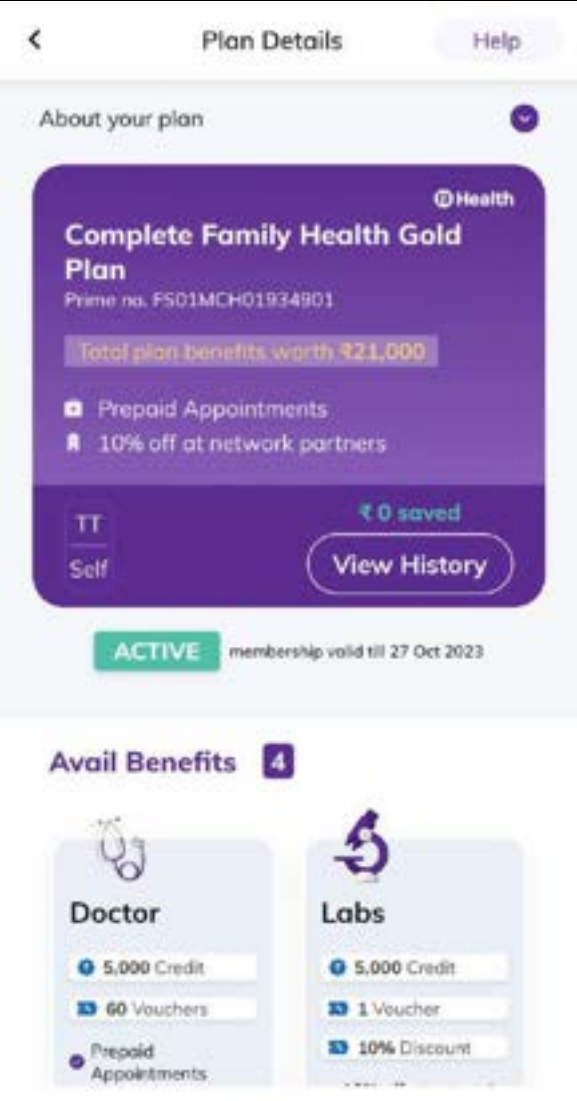 Plan Details
Help
About your plan
Health
Complete Family Health Gold
Plan
Prime no. FS01MCH01934901
Total plan benefits worth ₹21,000
Prepaid Appointments
10% off at network partners
TT
Self
₹ 0 saved
View History
ACTIVE
membership valid till 27 Oct 2023
Avail Benefits 4
Doctor
5,000 Credit
60 Vouchers
Prepaid
Appointments
Labs
5,000 Credit
1 Voucher
10% Discount